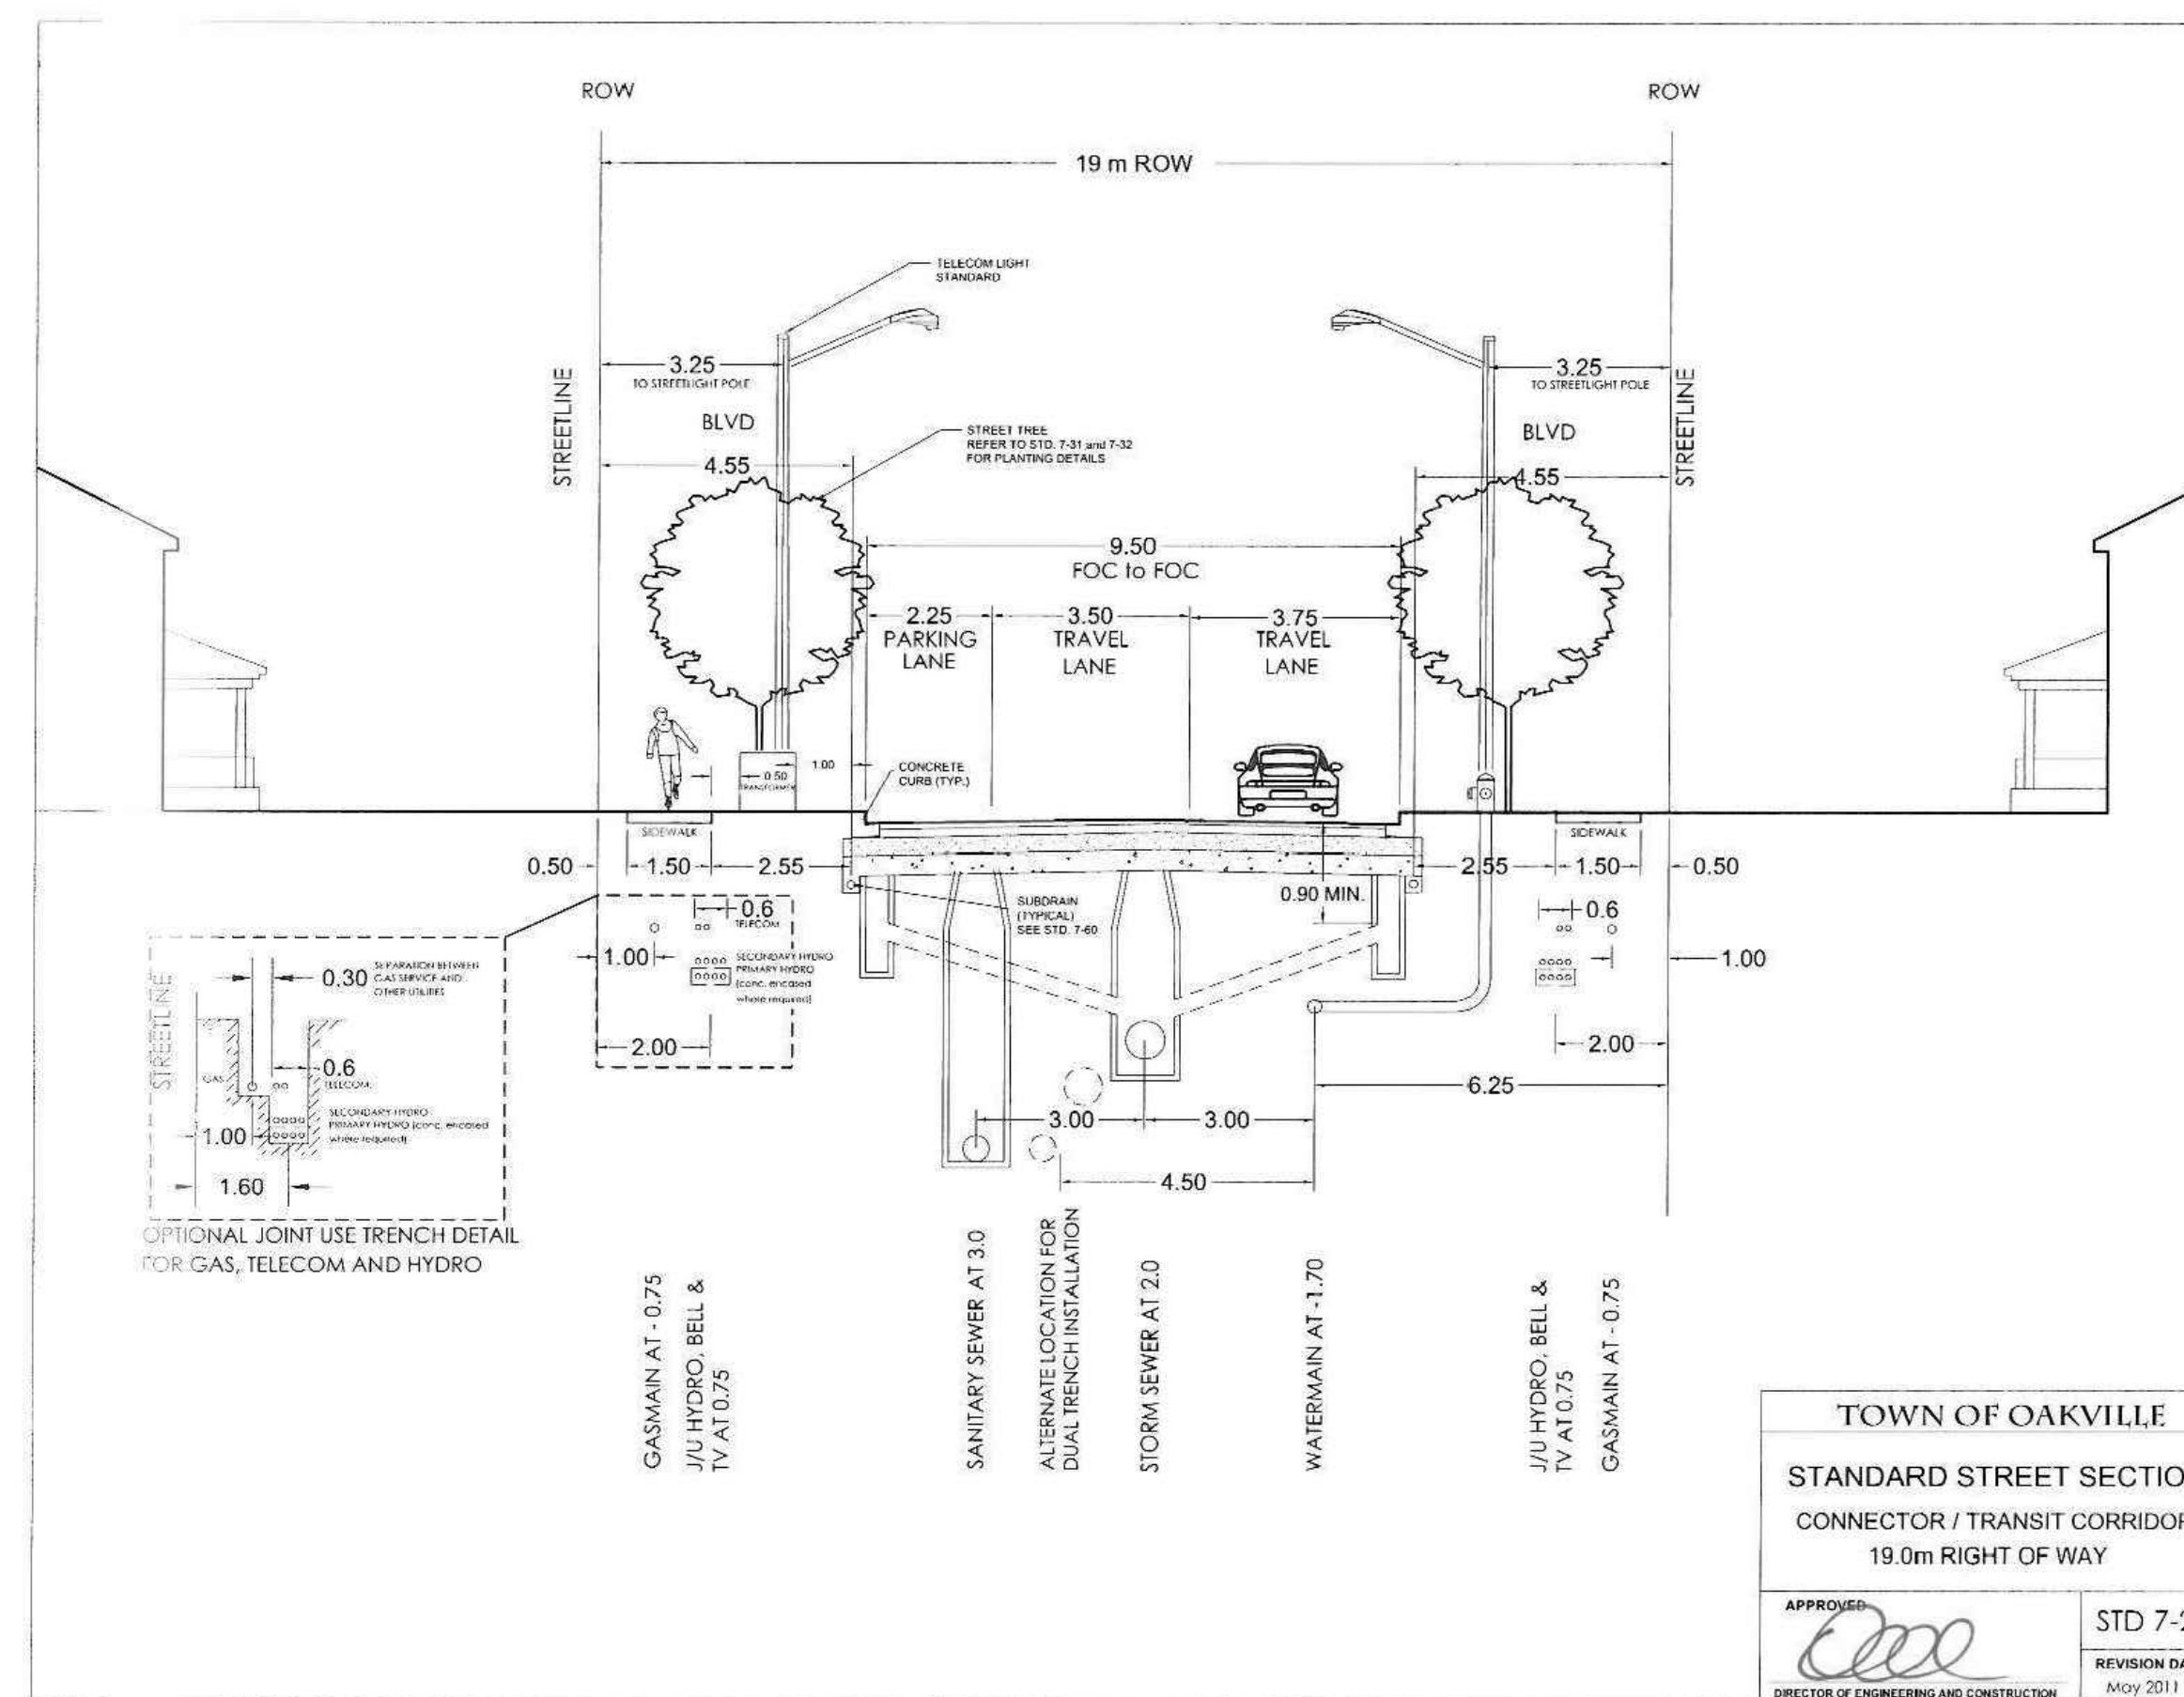 ROW
ROW
19 m ROW
TELECOM LIGHT
STANDARD
3.25
TO STREETLIGHT POLE
3.25
TO STREETLIGHT POLE
STREETLINE
STREETLINE
BLVD
BLVD
STREET TREE
REFER TO STD. 7-31 and 7-32
FOR PLANTING DETAILS
4.55
4.55
9.50
FOC to FOC
2.25
PARKING
LANE
3.50
TRAVEL
LANE
3.75
TRAVEL
LANE
0.50
1.00
TRANSFORMER
CONCRETE
CURB (TYP.)
SIDEWALK
SIDEWALK
0.50
1.50
2.55
0.90 MIN.
2.55
1.50
0.50
SUBDRAIN
(TYPICAL)
SEE STD. 7-60
0.6
TELECOM
1.00
SECONDARY HYDRO
PRIMARY HYDRO
(conc. encased
where required)
2.00
0.6
1.00
2.00
6.25
3.00
3.00
4.50
STREETLINE
0.30
SEPARATION BETWEEN
GAS SERVICE AND
OTHER UTILITIES
GAS
0.6
TELECOM
SECONDARY HYDRO
PRIMARY HYDRO (conc. encased
where required)
1.00
1.60
OPTIONAL JOINT USE TRENCH DETAIL
FOR GAS, TELECOM AND HYDRO
GASMAIN AT - 0.75
J/U HYDRO, BELL &
TV AT 0.75
SANITARY SEWER AT 3.0
ALTERNATE LOCATION FOR
DUAL TRENCH INSTALLATION
STORM SEWER AT 2.0
WATERMAIN AT -1.70
J/U HYDRO, BELL &
TV AT 0.75
GASMAIN AT - 0.75
TOWN OF OAKVILLE
STANDARD STREET SECTIO
CONNECTOR / TRANSIT CORRIDOR
19.0m RIGHT OF WAY
APPROVED
STD 7-
REVISION DA
May 2011
DIRECTOR OF ENGINEERING AND CONSTRUCTION